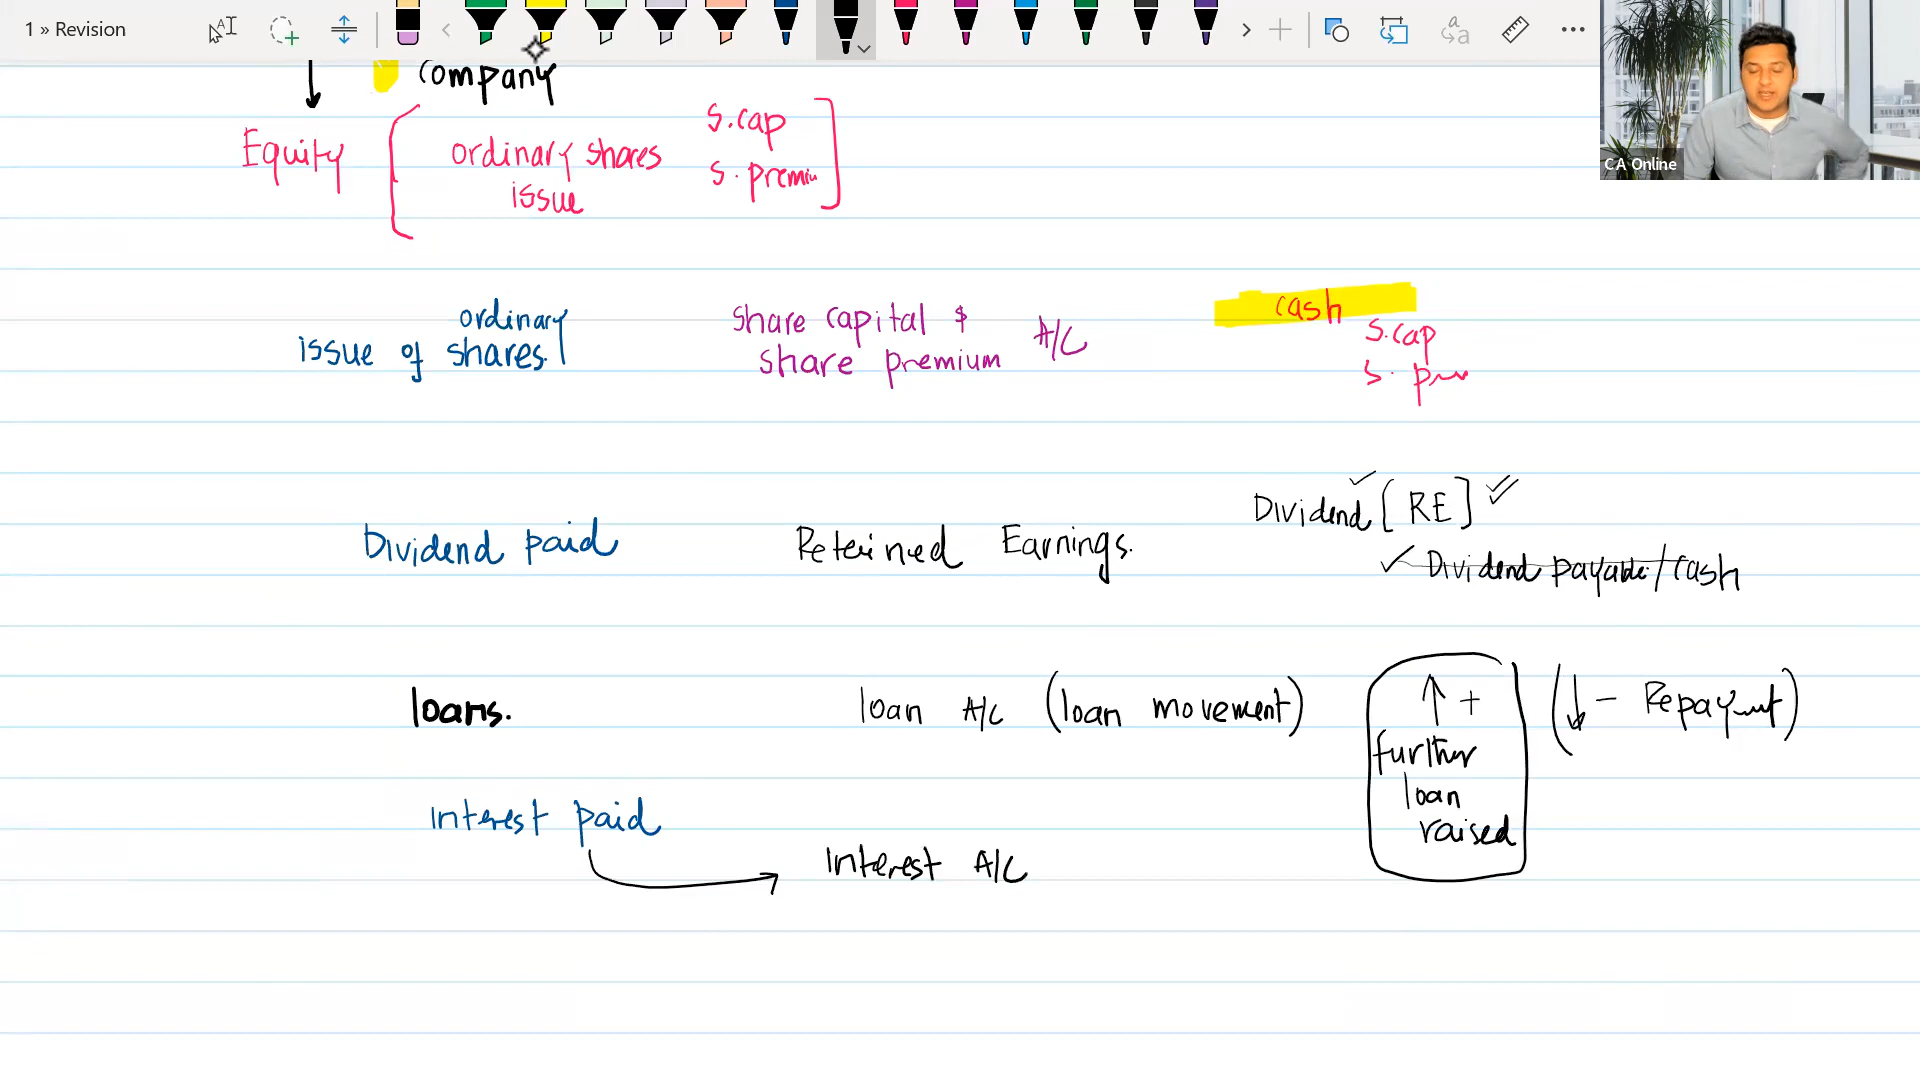 1 » Revision
company
Equity
ordinary shares
issue
s.cap
s. premiu
CA Online
ordinary
issue of shares.
share capital $
share premium
A/C
cash
s.cap
s.
Dividend [RE]
Dividend paid
Reteined Earnings.
Dividend payable/cash
loans.
loan A/C (loan movement)
↑ +
further
loan
raised
(↓ - Repaymut)
Interest paid
Interest A/C